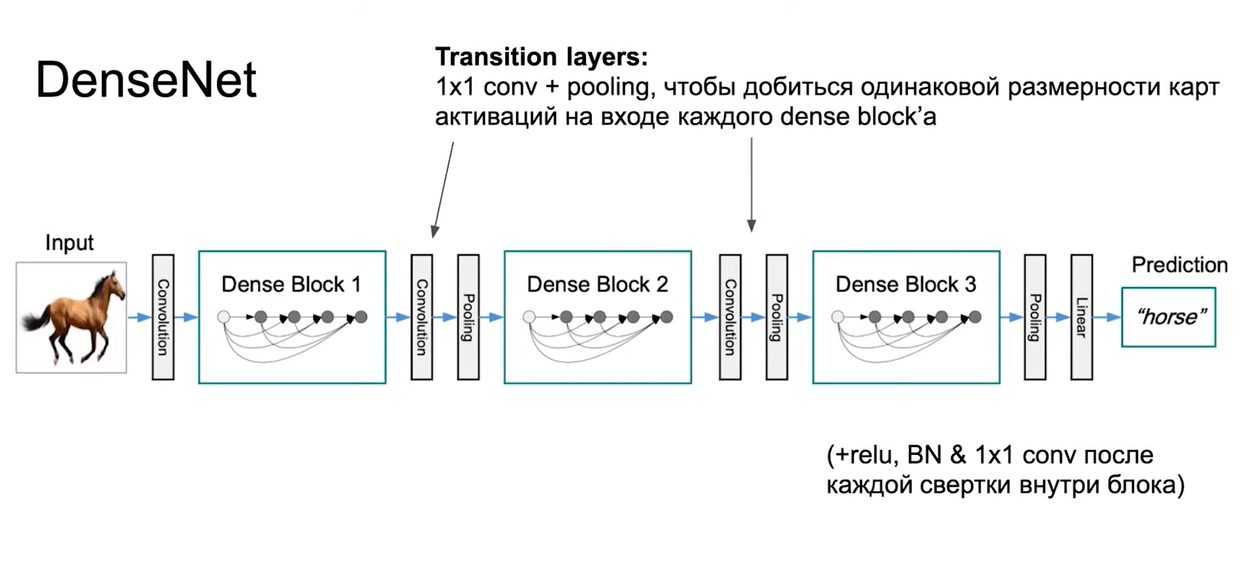 DenseNet
Transition layers:
1x1 conv + pooling, чтобы добиться одинаковой размерности карт
активаций на входе каждого dense block’a
Input
Convolution
Dense Block 1
Convolution
Pooling
Dense Block 2
Convolution
Pooling
Dense Block 3
Pooling
Linear
Prediction
“horse”
(+relu, BN & 1x1 conv после
каждой свертки внутри блока)